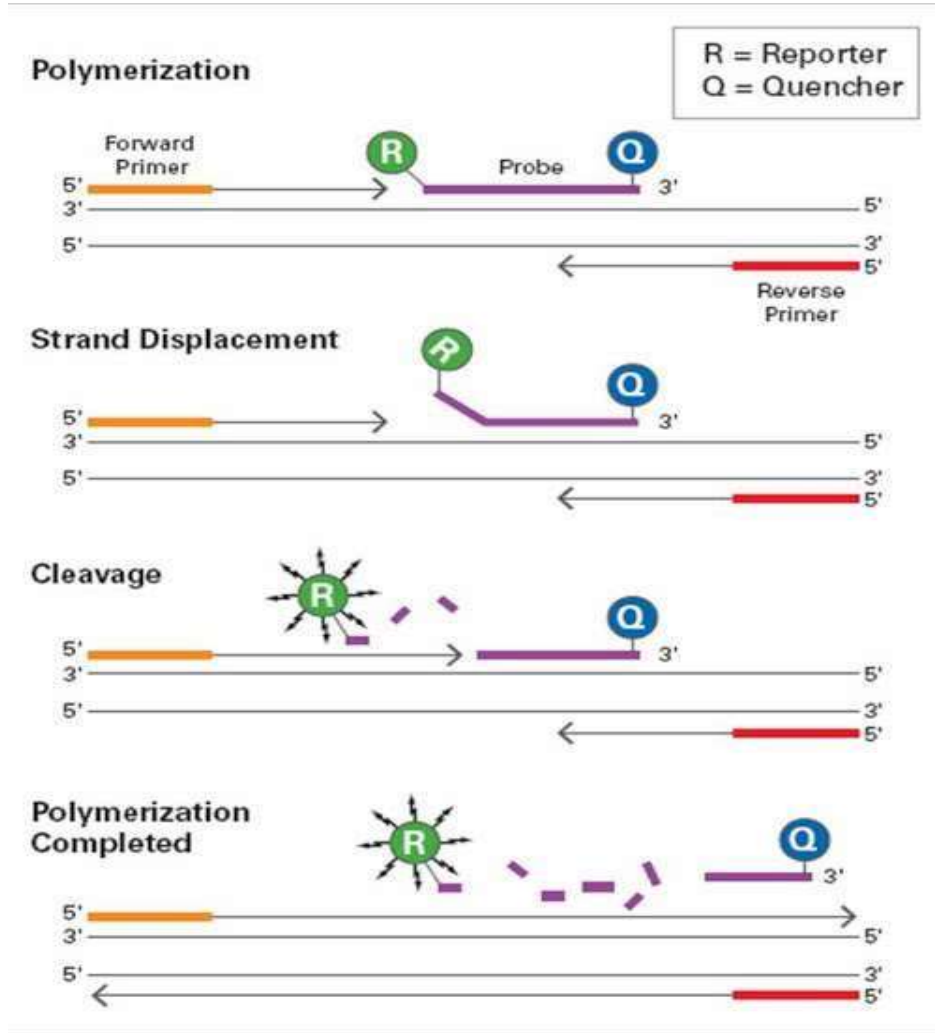 Polymerization
R = Reporter
Q = Quencher
Forward
Primer
R
Probe
Q
5'
3'
3'
5'
5'
3'
5'
Reverse
Primer
Strand Displacement
R
Q
5'
3'
3'
5'
5'
3'
5'
Cleavage
R
Q
5'
3'
3'
5'
5'
3'
5'
Polymerization
Completed
R
Q
3'
5'
3'
5'
5'
3'
5'